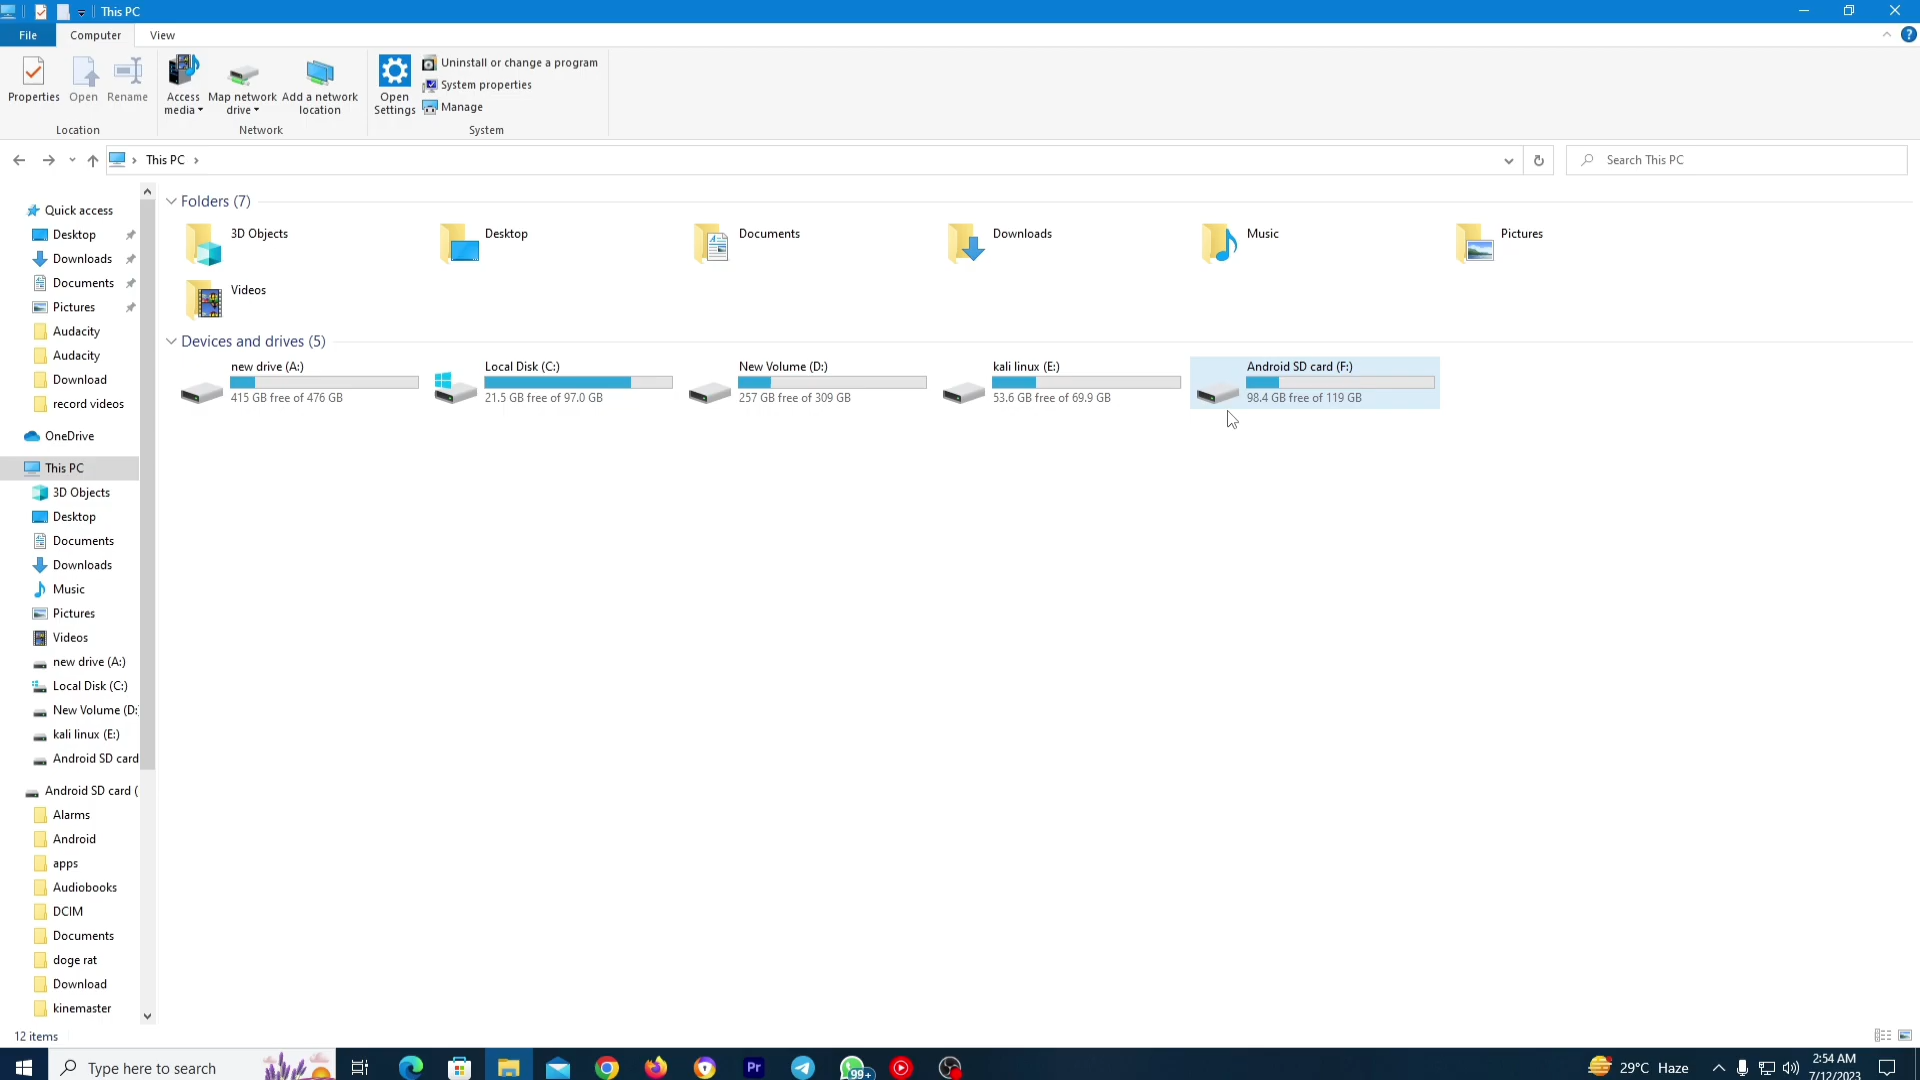 This PC
File
Computer
View
Properties
Open
Rename
Access media
Map network drive
Add a network location
Open Settings
Uninstall or change a program
System properties
Manage
Location
Network
System
This PC
Search This PC
Quick access
Desktop
Downloads
Documents
Pictures
Audacity
Audacity
Download
record videos
OneDrive
This PC
3D Objects
Desktop
Documents
Downloads
Music
Pictures
Videos
new drive (A:)
Local Disk (C:)
New Volume (D:
kali linux (E:)
Android SD card
Android SD card (
Alarms
Android
apps
Audiobooks
DCIM
Documents
doge rat
Download
kinemaster
Folders (7)
3D Objects
Desktop
Documents
Downloads
Music
Pictures
Videos
Devices and drives (5)
new drive (A:)
415 GB free of 476 GB
Local Disk (C:)
21.5 GB free of 97.0 GB
New Volume (D:)
257 GB free of 309 GB
kali linux (E:)
53.6 GB free of 69.9 GB
Android SD card (F:)
98.4 GB free of 119 GB
12 items
Type here to search
Pr
99+
29°C Haze
2:54 AM
7/12/2023